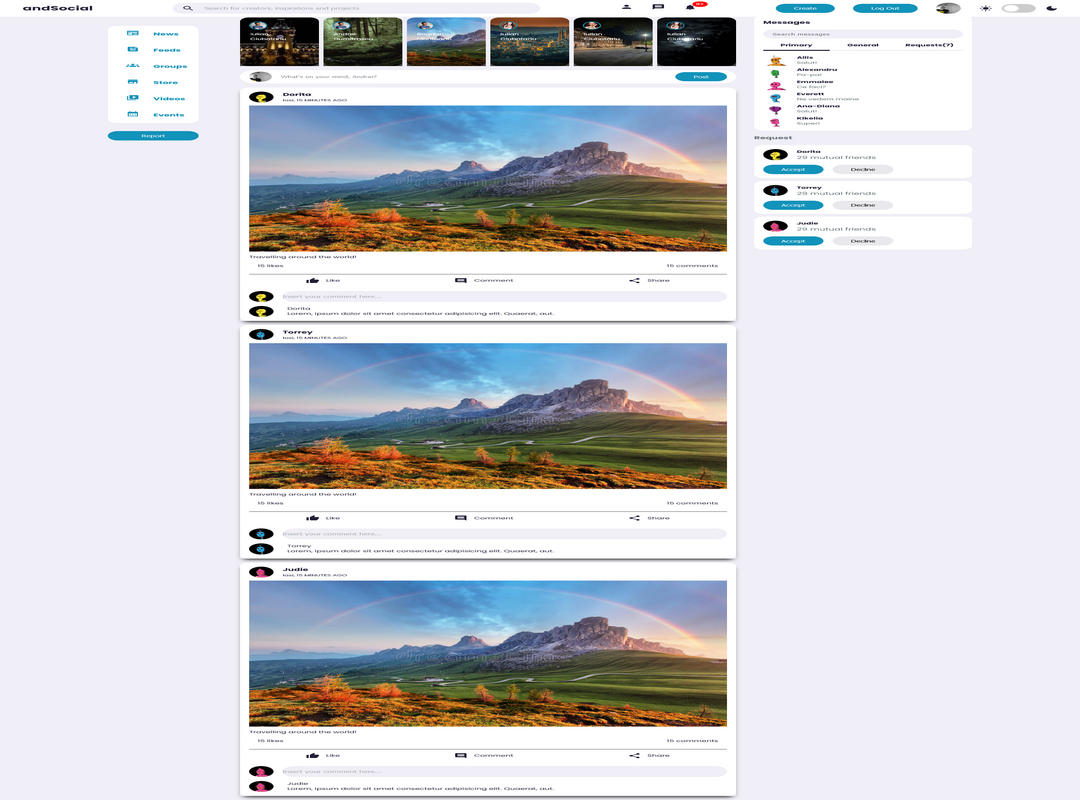 andSocial
Search for creators, inspirations and projects
9+
Create
Log Out
News
Feeds
Groups
Store
Videos
Events
Report
Iulian
Ciubotariu
Andrei
Dumitrescu
Iulian
Ciubotariu
Iulian
Ciubotariu
Iulian
Ciubotariu
What's on your mind, Andrei?
Post
Dorita
Iasi, 15 MINUTES AGO
Travelling around the world!
15 likes
15 comments
Like
Comment
Share
Insert your comment here...
Dorita
Lorem, ipsum dolor sit amet consectetur adipisicing elit. Quaerat, aut.
Torrey
Iasi, 15 MINUTES AGO
Travelling around the world!
15 likes
15 comments
Like
Comment
Share
Insert your comment here...
Torrey
Lorem, ipsum dolor sit amet consectetur adipisicing elit. Quaerat, aut.
Judie
Iasi, 15 MINUTES AGO
Travelling around the world!
15 likes
15 comments
Like
Comment
Share
Insert your comment here...
Judie
Lorem, ipsum dolor sit amet consectetur adipisicing elit. Quaerat, aut.
Messages
Search messages
Primary
General
Requests(7)
Allis
Salut!
Alexandru
Pa-pa!
Emmalee
Ce faci?
Everett
Ne vedem maine
Ana-Diana
Salut!
Kikelia
Super!
Request
Dorita
29 mutual friends
Accept
Decline
Torrey
29 mutual friends
Accept
Decline
Judie
29 mutual friends
Accept
Decline